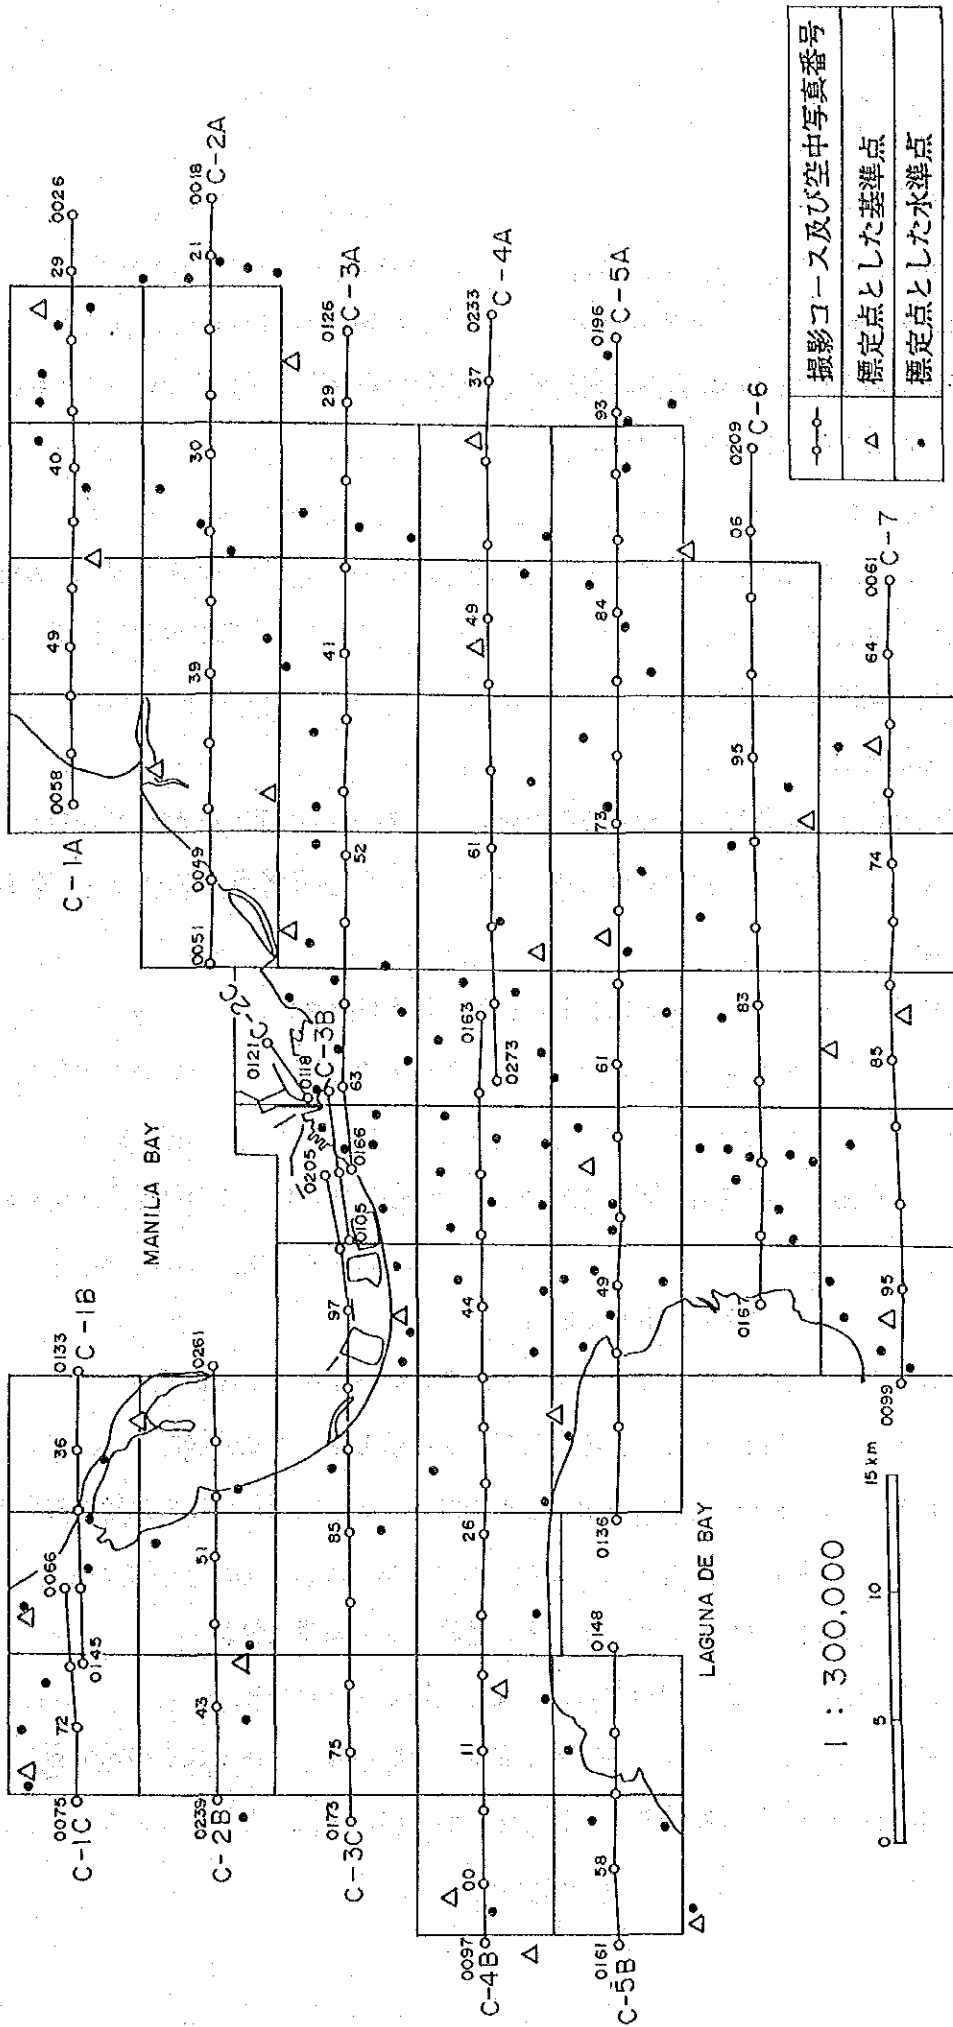 0075 72 0066 0145 36 0133
C-1C C-1B
0058 49 40 29 0026
C-1A
0239 43 51 0261
C-2B
MANILA BAY
0051 0049 39 30 21 0018
C-2A
0121 C-2C
0118
C-3B
0173 75 85 97 0105 0205 0166 63 52 41 29 0126
C-3C C-3A
0097 00 11 26 44 0163
C-4B
0273 61 49 37 0233
C-4A
0161 58 0148
C-5B
0136 49 61 73 84 93 0196
C-5A
LAGUNA DE BAY
0167 83 95 06 0209
C-6
0099 95 85 74 64 0061
C-7
1 : 300,000
0 5 10 15 km
撮影コース及び空中写真番号
△ 標定点とした基準点
• 標定点とした水準点